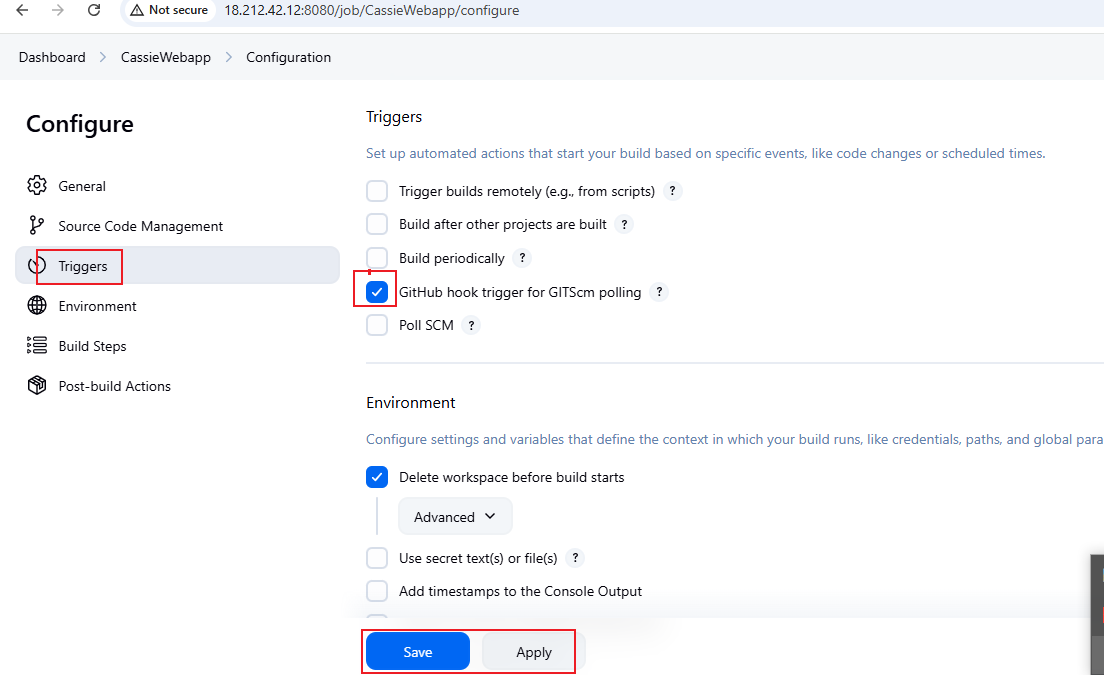 Not secure 18.212.42.12:8080/job/CassieWebapp/configure
Dashboard > CassieWebapp > Configuration
Configure
General
Source Code Management
Triggers
Environment
Build Steps
Post-build Actions
Triggers
Set up automated actions that start your build based on specific events, like code changes or scheduled times.
Trigger builds remotely (e.g., from scripts) ?
Build after other projects are built ?
Build periodically ?
GitHub hook trigger for GITScm polling ?
Poll SCM ?
Environment
Configure settings and variables that define the context in which your build runs, like credentials, paths, and global para
Delete workspace before build starts
Advanced
Use secret text(s) or file(s) ?
Add timestamps to the Console Output
Save Apply